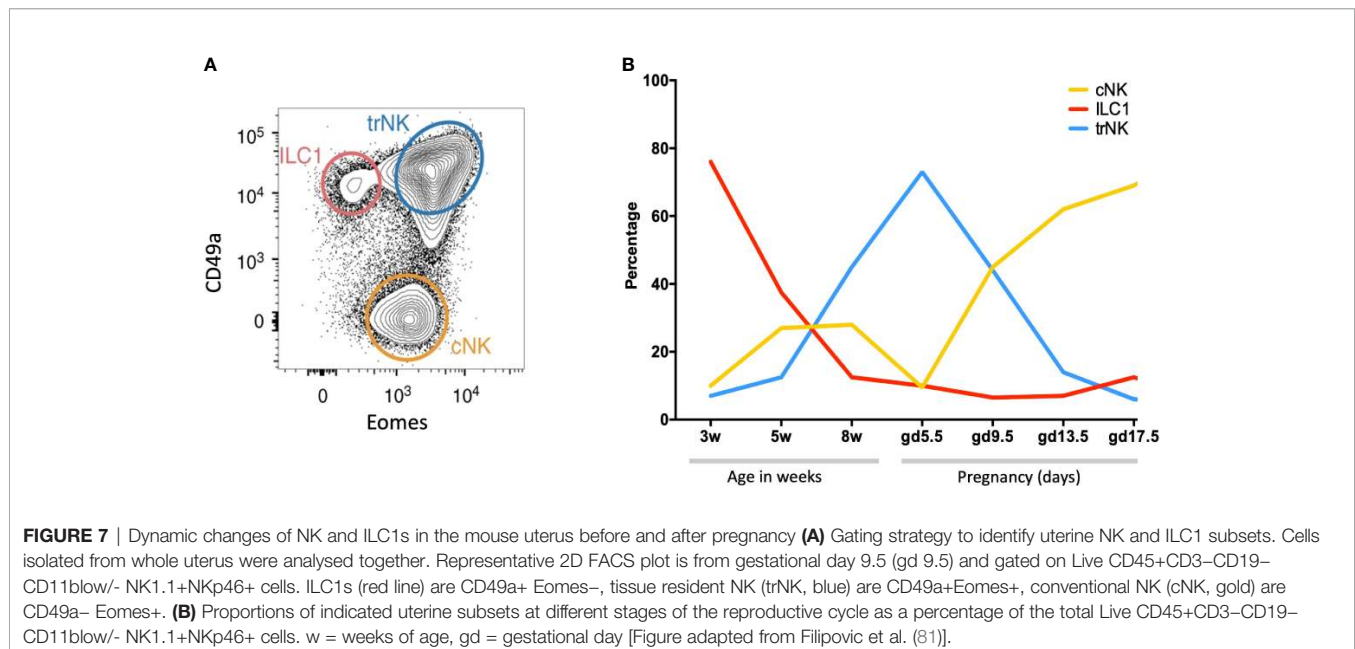 A
CD49a
10⁵
10⁴
10³
0
ILC1
trNK
cNK
0
10³
10⁴
Eomes
B
Percentage
100
80
60
40
20
0
cNK
ILC1
trNK
3w
5w
8w
gd5.5
gd9.5
gd13.5
gd17.5
Age in weeks
Pregnancy (days)
FIGURE 7 | Dynamic changes of NK and ILC1s in the mouse uterus before and after pregnancy (A) Gating strategy to identify uterine NK and ILC1 subsets. Cells
isolated from whole uterus were analysed together. Representative 2D FACS plot is from gestational day 9.5 (gd 9.5) and gated on Live CD45+CD3–CD19–
CD11blow/- NK1.1+NKp46+ cells. ILC1s (red line) are CD49a+ Eomes–, tissue resident NK (trNK, blue) are CD49a+Eomes+, conventional NK (cNK, gold) are
CD49a– Eomes+. (B) Proportions of indicated uterine subsets at different stages of the reproductive cycle as a percentage of the total Live CD45+CD3–CD19–
CD11blow/- NK1.1+NKp46+ cells. w = weeks of age, gd = gestational day [Figure adapted from Filipovic et al. (81)].